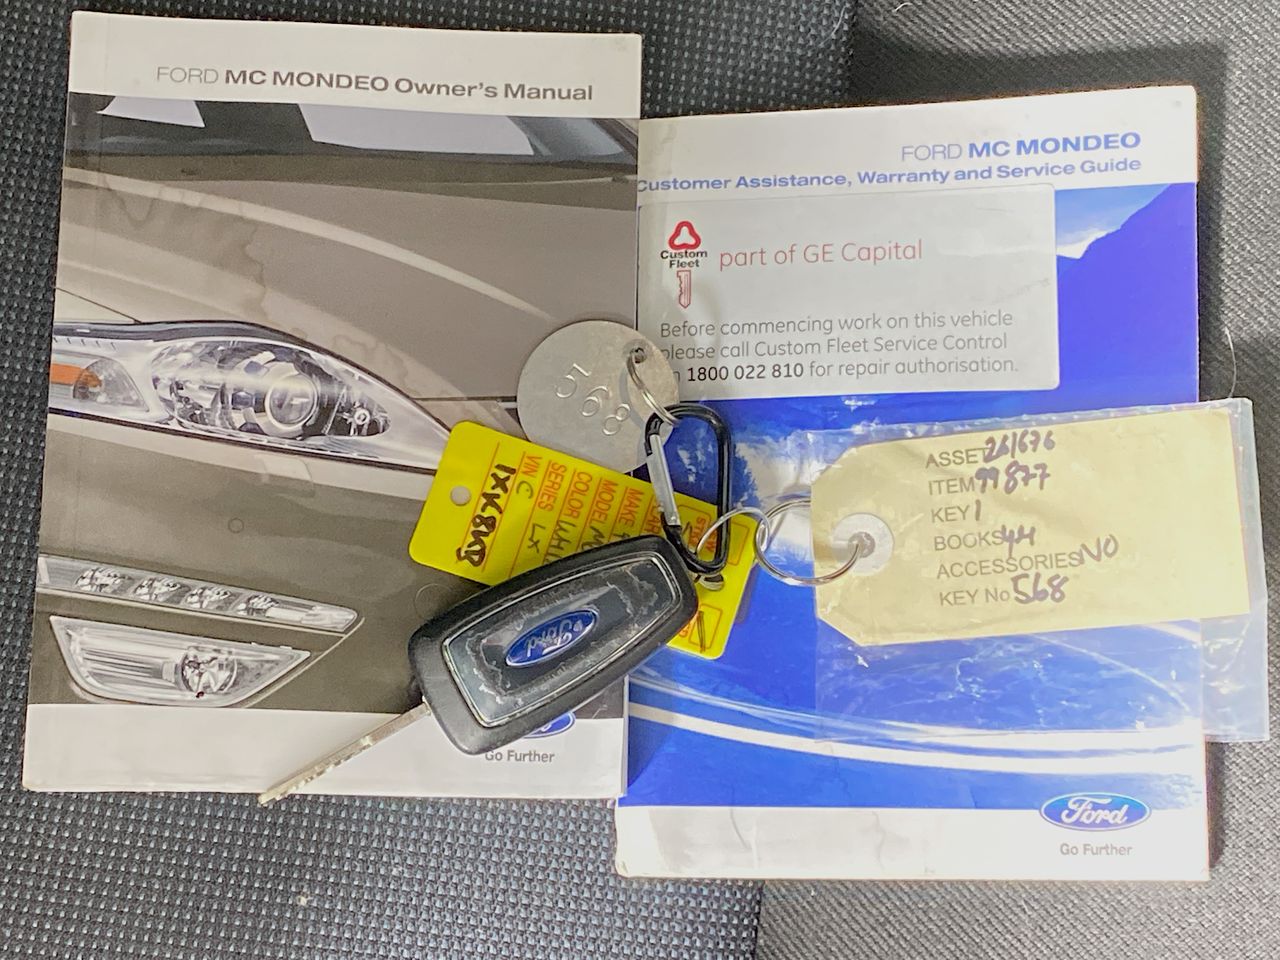 FORD MC MONDEO Owner's Manual
Go Further
FORD MC MONDEO
Customer Assistance, Warranty and Service Guide
Custom
Fleet
part of GE Capital
Before commencing work on this vehicle
please call Custom Fleet Service Control
1800 022 810 for repair authorisation.
568
MAKE
COLOR WHI
SERIES LX
VIN C
1XX8VB
Ford
ASSET 261676
ITEM 99877
KEY 1
BOOKS 44
ACCESSORIES NO
KEY No 568
Ford
Go Further